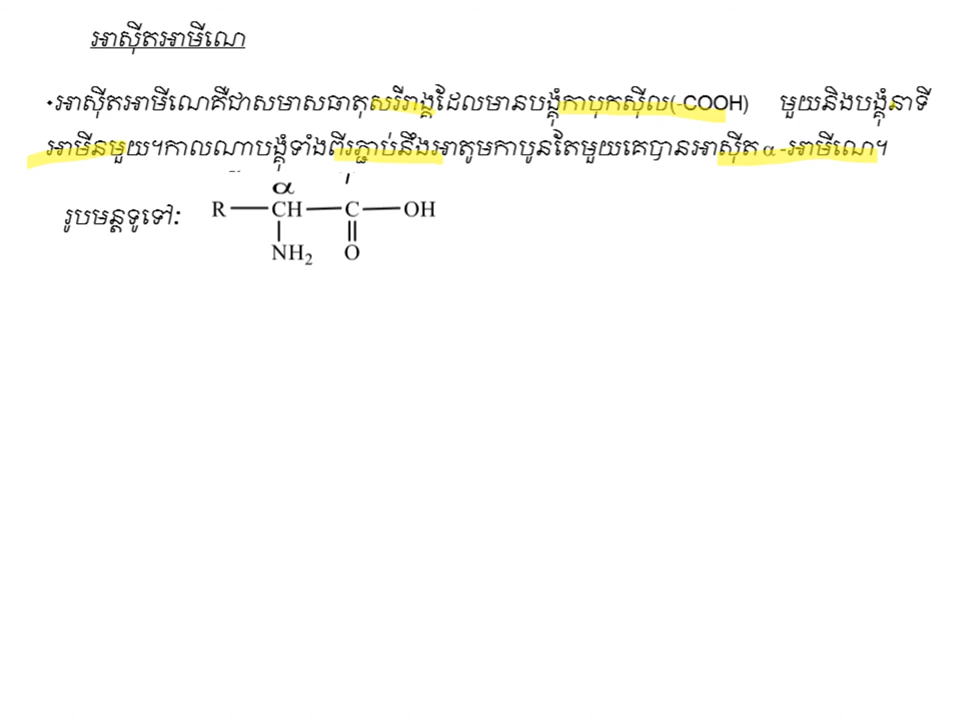 អាស៊ីតអាមីណេ
•អាស៊ីតអាមីណេគឺជាសមាសធាតុសរីរាង្គដែលមានបង្គុំកាបុកស៊ីល(-COOH) មួយនិងបង្គុំនាទី
អាមីនមួយ។កាលណាបង្គុំទាំងពីរភ្ជាប់នឹងអាតូមកាបូនតែមួយគេបានអាស៊ីត α -អាមីណេ។
α
រូបមន្តទូទៅ: R—CH—C—OH
NH₂ O